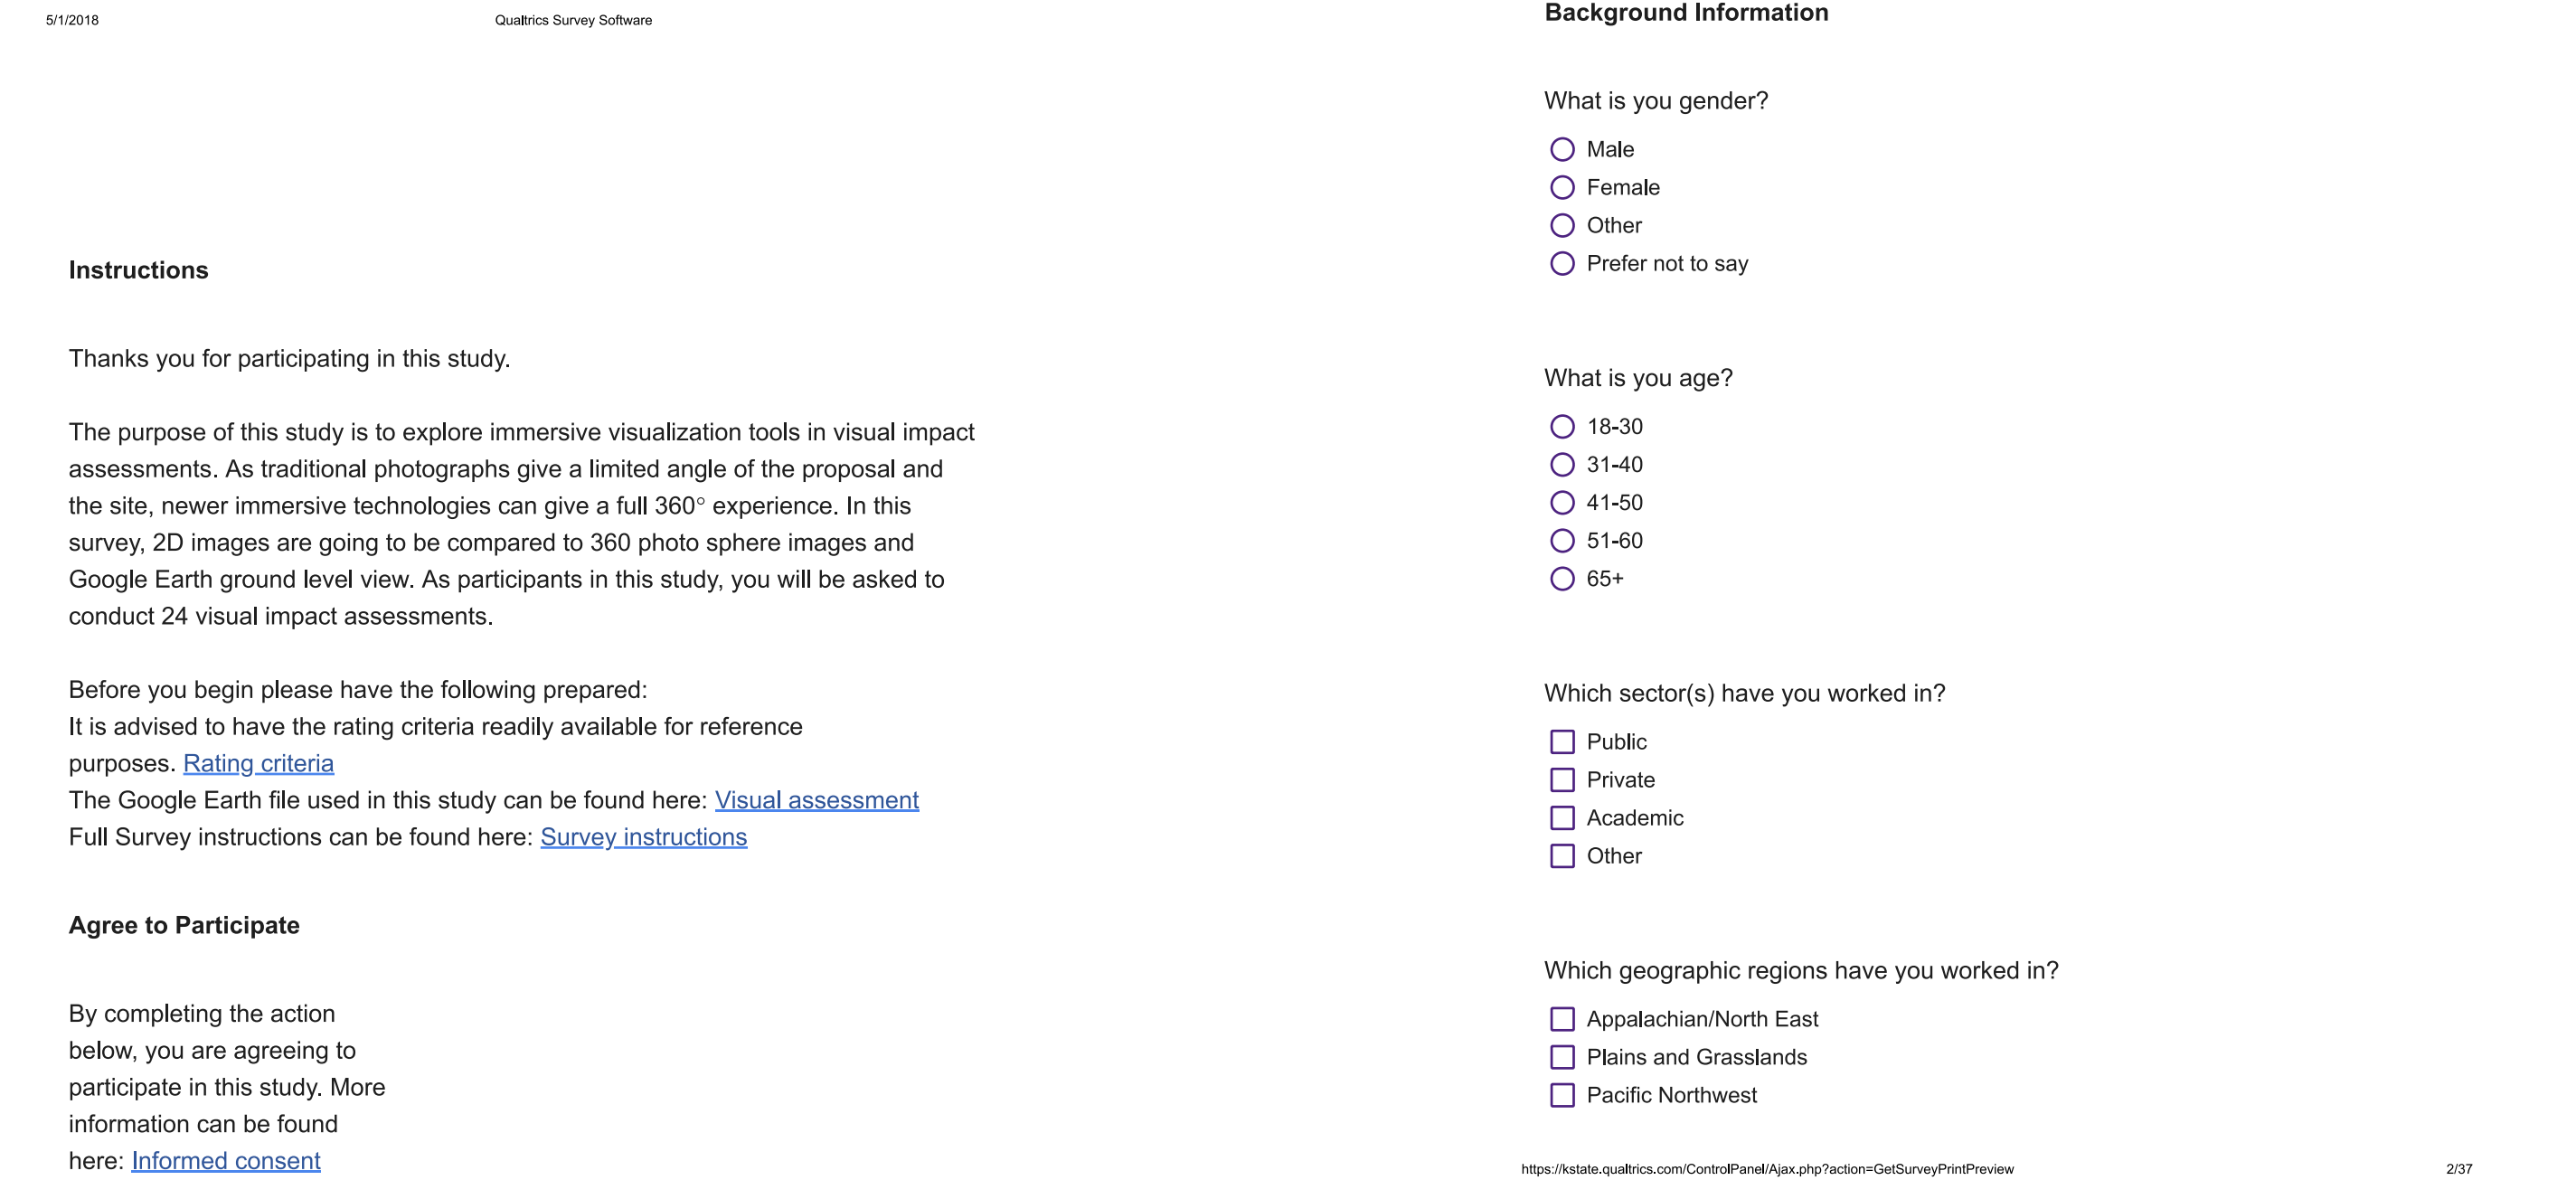 5/1/2018
Qualtrics Survey Software
Instructions
Thanks you for participating in this study.
The purpose of this study is to explore immersive visualization tools in visual impact
assessments. As traditional photographs give a limited angle of the proposal and
the site, newer immersive technologies can give a full 360° experience. In this
survey, 2D images are going to be compared to 360 photo sphere images and
Google Earth ground level view. As participants in this study, you will be asked to
conduct 24 visual impact assessments.
Before you begin please have the following prepared:
It is advised to have the rating criteria readily available for reference
purposes. Rating criteria
The Google Earth file used in this study can be found here: Visual assessment
Full Survey instructions can be found here: Survey instructions
Agree to Participate
By completing the action
below, you are agreeing to
participate in this study. More
information can be found
here: Informed consent
Background Information
What is you gender?
Male
Female
Other
Prefer not to say
What is you age?
18-30
31-40
41-50
51-60
65+
Which sector(s) have you worked in?
Public
Private
Academic
Other
Which geographic regions have you worked in?
Appalachian/North East
Plains and Grasslands
Pacific Northwest
https://kstate.qualtrics.com/ControlPanel/Ajax.php?action=GetSurveyPrintPreview
2/37